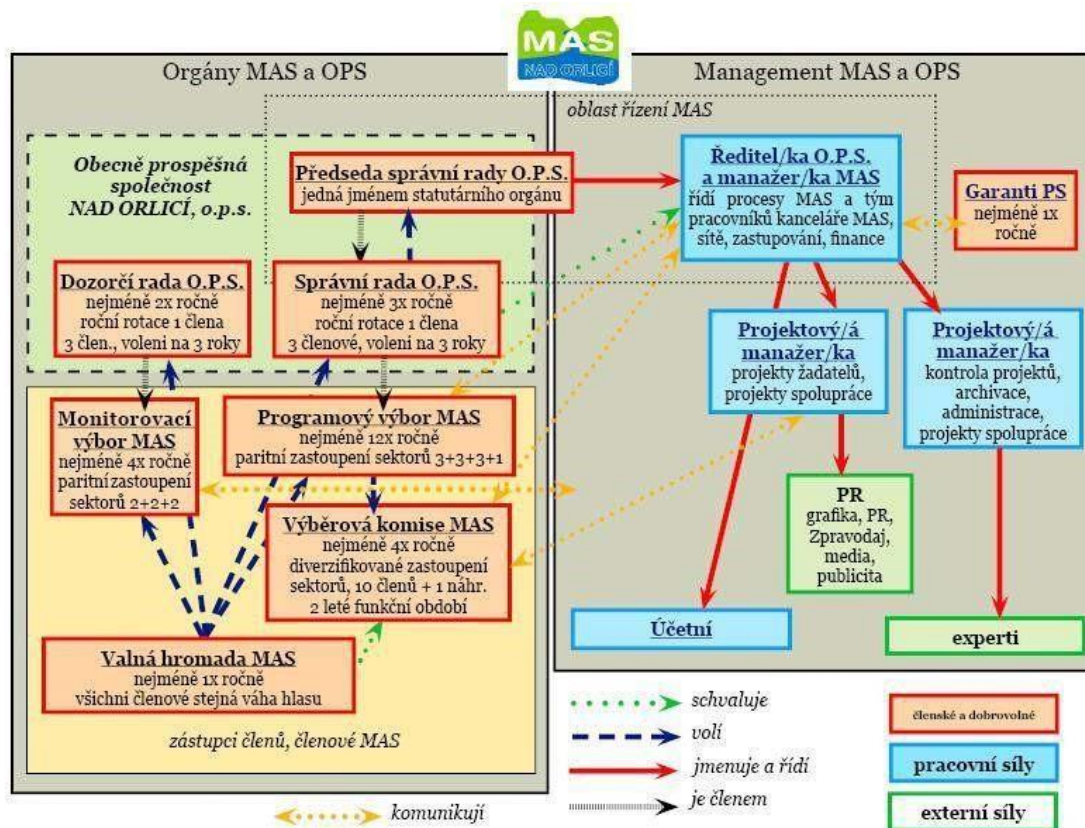 MAS
NAD ORLICÍ
Orgány MAS a OPS
Management MAS a OPS
oblast řízení MAS
Obecně prospěšná
společnost
NAD ORLICÍ, o.p.s.
Předseda správní rady O.P.S.
jedná jménem statutárního orgánu
Ředitel/ka O.P.S.
a manažer/ka MAS
řídí procesy MAS a tým
pracovníků kanceláře MAS,
sítě, zastupování, finance
Garanti PS
nejméně 1x
ročně
Dozorčí rada O.P.S.
nejméně 2x ročně
roční rotace 1 člena
3 člen., voleni na 3 roky
Správní rada O.P.S.
nejméně 3x ročně
roční rotace 1 člena
3 členové, voleni na 3 roky
Projektový/á
manažer/ka
projekty žadatelů,
projekty spolupráce
Projektový/á
manažer/ka
kontrola projektů,
archivace,
administrace,
projekty spolupráce
Monitorovací
výbor MAS
nejméně 4x ročně
paritní zastoupení
sektorů 2+2+2
Programový výbor MAS
nejméně 12x ročně
paritní zastoupení sektorů 3+3+3+1
Výběrová komise MAS
nejméně 4x ročně
diverzifikované zastoupení
sektorů, 10 členů + 1 náhr.
2 leté funkční období
PR
grafika, PR,
Zpravodaj,
media,
publicita
Účetní
experti
Valná hromada MAS
nejméně 1x ročně
všichni členové stejná váha hlasu
zástupci členů, členové MAS
schvaluje
volí
jmenuje a řídí
je členem
komunikují
členské a dobrovolné
pracovní síly
externí síly